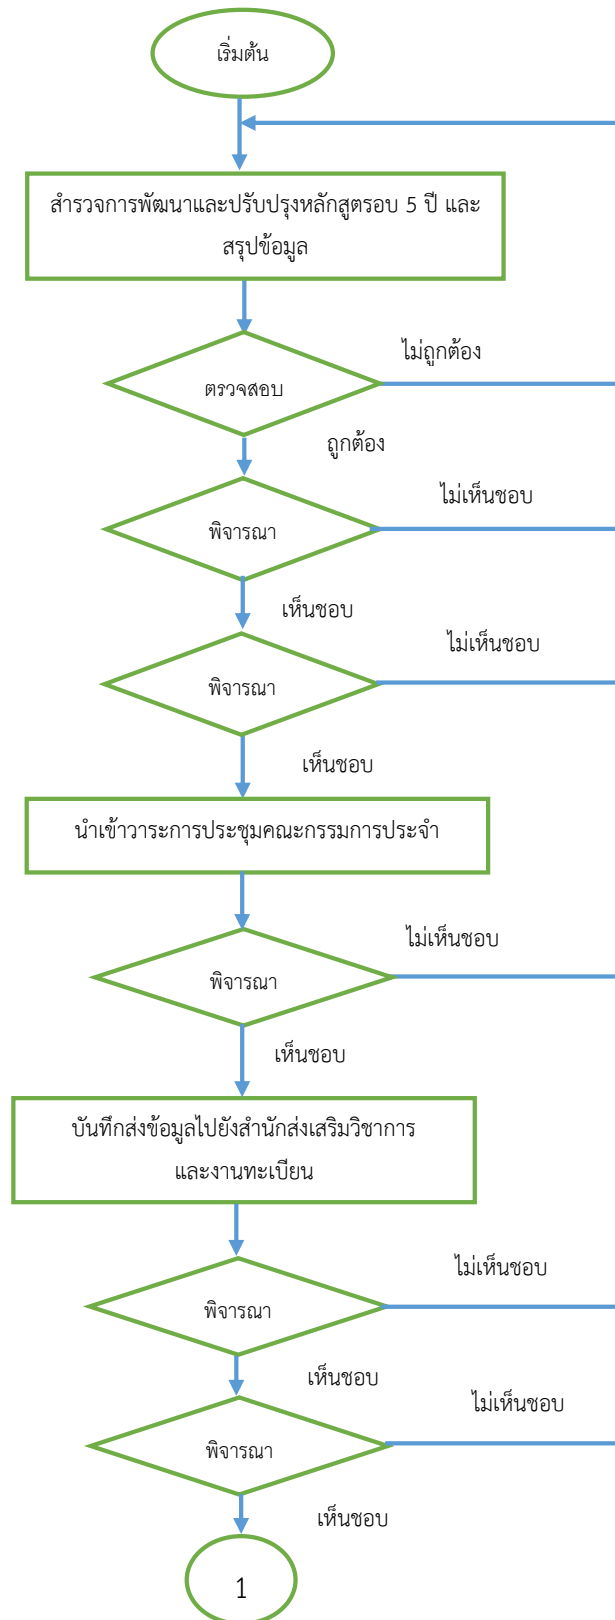 เริ่มต้น
สำรวจการพัฒนาและปรับปรุงหลักสูตรอบ 5 ปี และ
สรุปข้อมูล
ไม่ถูกต้อง
ตรวจสอบ
ถูกต้อง
ไม่เห็นชอบ
พิจารณา
เห็นชอบ
ไม่เห็นชอบ
พิจารณา
เห็นชอบ
นำเข้าวาระการประชุมคณะกรรมการประจำ
ไม่เห็นชอบ
พิจารณา
เห็นชอบ
บันทึกส่งข้อมูลไปยังสำนักส่งเสริมวิชาการ
และงานทะเบียน
ไม่เห็นชอบ
พิจารณา
เห็นชอบ
ไม่เห็นชอบ
พิจารณา
เห็นชอบ
1